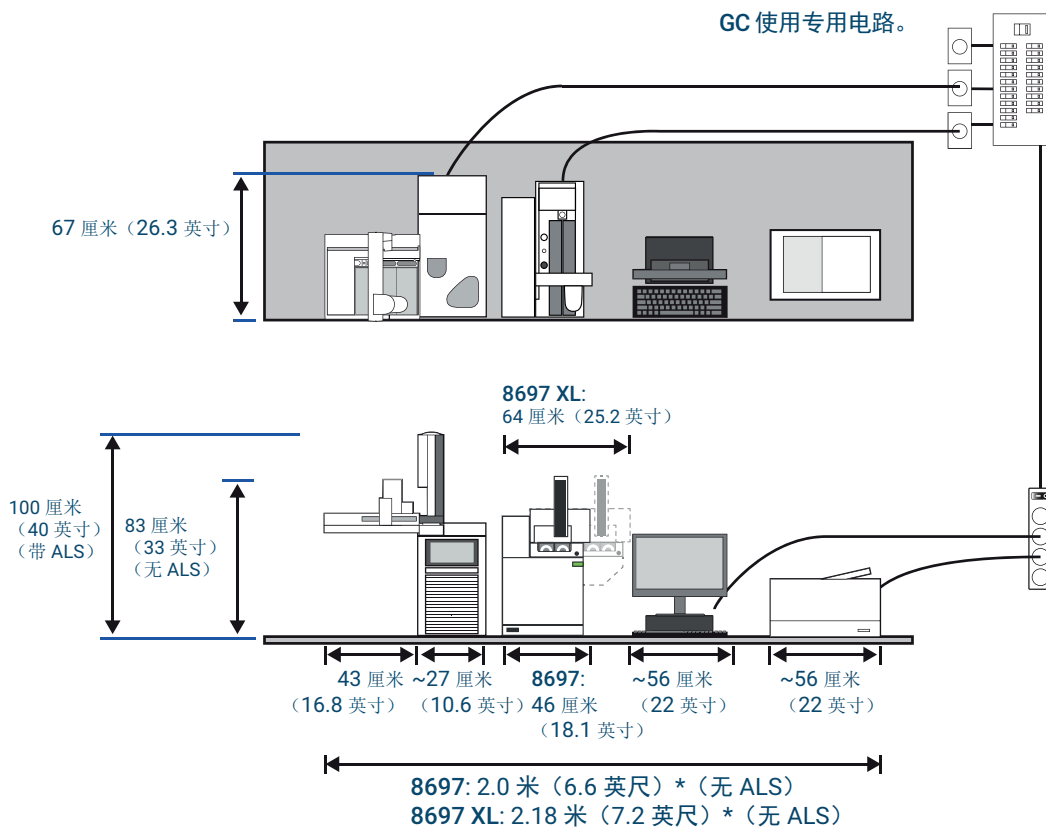 GC 使用专用电路。
67 厘米（26.3 英寸）
8697 XL:
64 厘米（25.2 英寸）
100 厘米
（40 英寸）
（带 ALS）
83 厘米
（33 英寸）
（无 ALS）
43 厘米
（16.8 英寸）
~27 厘米
（10.6 英寸）
8697:
46 厘米
（18.1 英寸）
~56 厘米
（22 英寸）
~56 厘米
（22 英寸）
8697: 2.0 米（6.6 英尺）*（无 ALS）
8697 XL: 2.18 米（7.2 英尺）*（无 ALS）